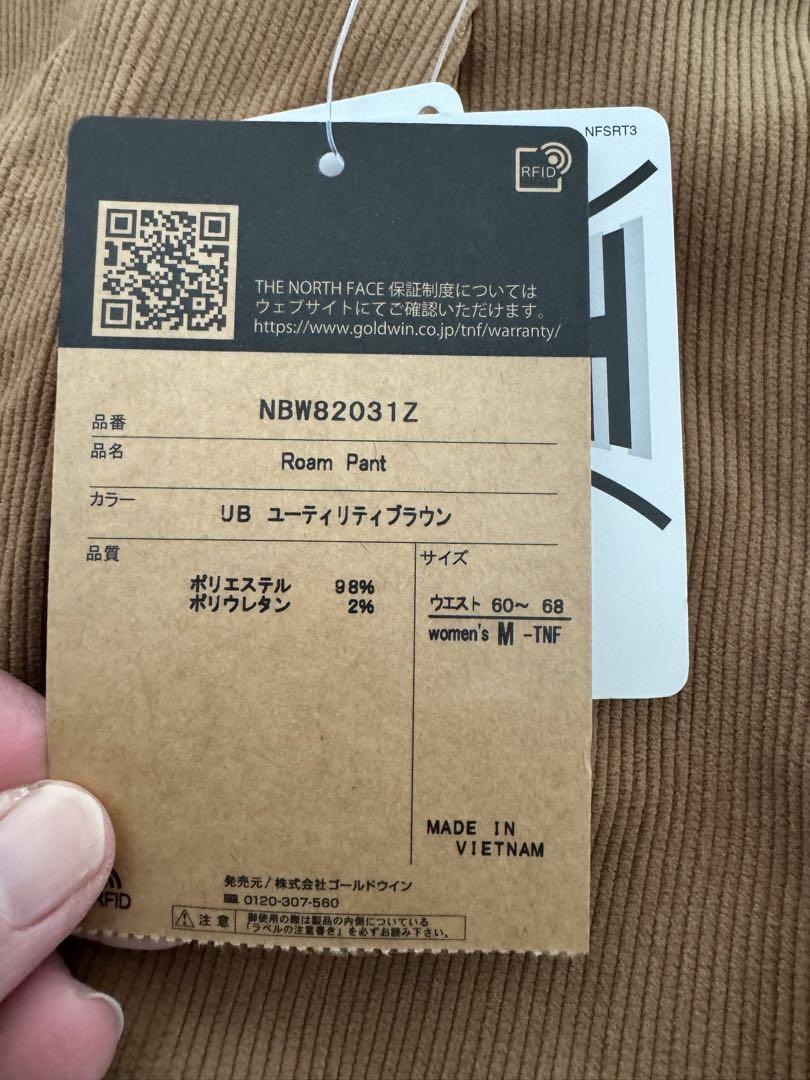 NFSRT3
RFID
THE NORTH FACE 保証制度については
ウェブサイトにてご確認いただけます。
https://www.goldwin.co.jp/tnf/warranty/
品番 NBW82031Z
品名 Roam Pant
カラー UB ユーティリティブラウン
品質
ポリエステル 98%
ポリウレタン 2%
サイズ
ウエスト 60～ 68
women's M -TNF
MADE IN
VIETNAM
発売元/株式会社ゴールドウイン
0120-307-560
RFID
注意
御使用の際は製品の内側についている
「ラベルの注意書き」を必ずお読み下さい。